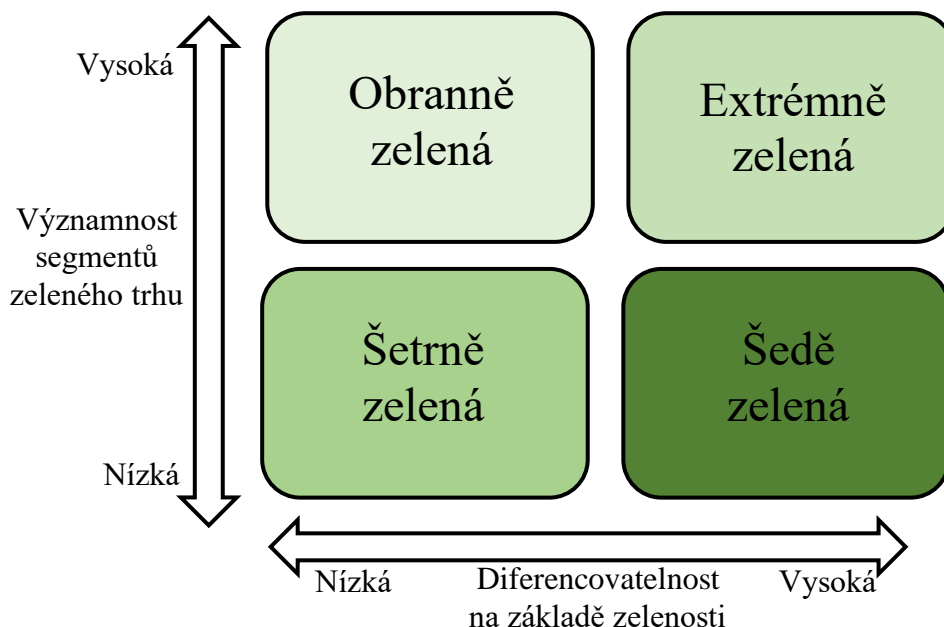 Vysoká
Obranně
zelená
Extrémně
zelená
Významnost
segmentů
zeleného trhu
Šetrně
zelená
Šedě
zelená
Nízká
Nízká
Diferencovatelnost
na základě zelenosti
Vysoká